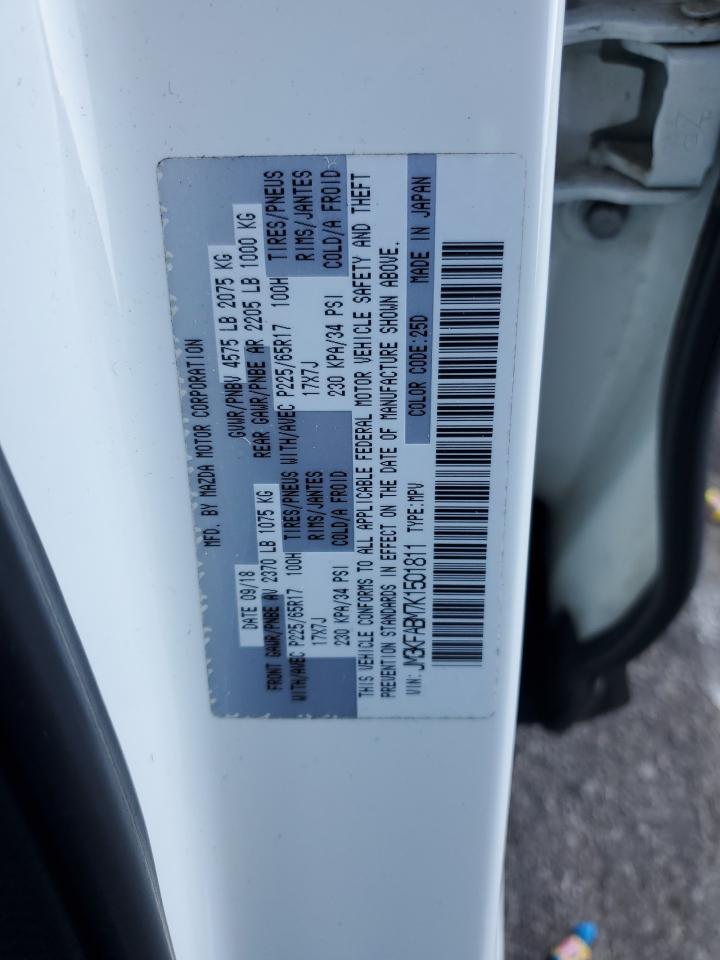 MFD. BY MAZDA MOTOR CORPORATION
DATE 09/18
GVWR/PNBV 4575 LB 2075 KG
FRONT GAWR/PNBE AV 2370 LB 1075 KG
REAR GAWR/PNBE AR 2205 LB 1000 KG
WITH/AVEC P225/65R17 100H TIRES/PNEUS WITH/AVEC P225/65R17 100H TIRES/PNEUS
17X7J RIMS/JANTES 17X7J RIMS/JANTES
230 KPA/34 PSI COLD/A FROID 230 KPA/34 PSI COLD/A FROID
THIS VEHICLE CONFORMS TO ALL APPLICABLE FEDERAL MOTOR VEHICLE SAFETY AND THEFT
PREVENTION STANDARDS IN EFFECT ON THE DATE OF MANUFACTURE SHOWN ABOVE.
VIN: JM3KFABM7K1501811 TYPE:MPV COLOR CODE:25D MADE IN JAPAN